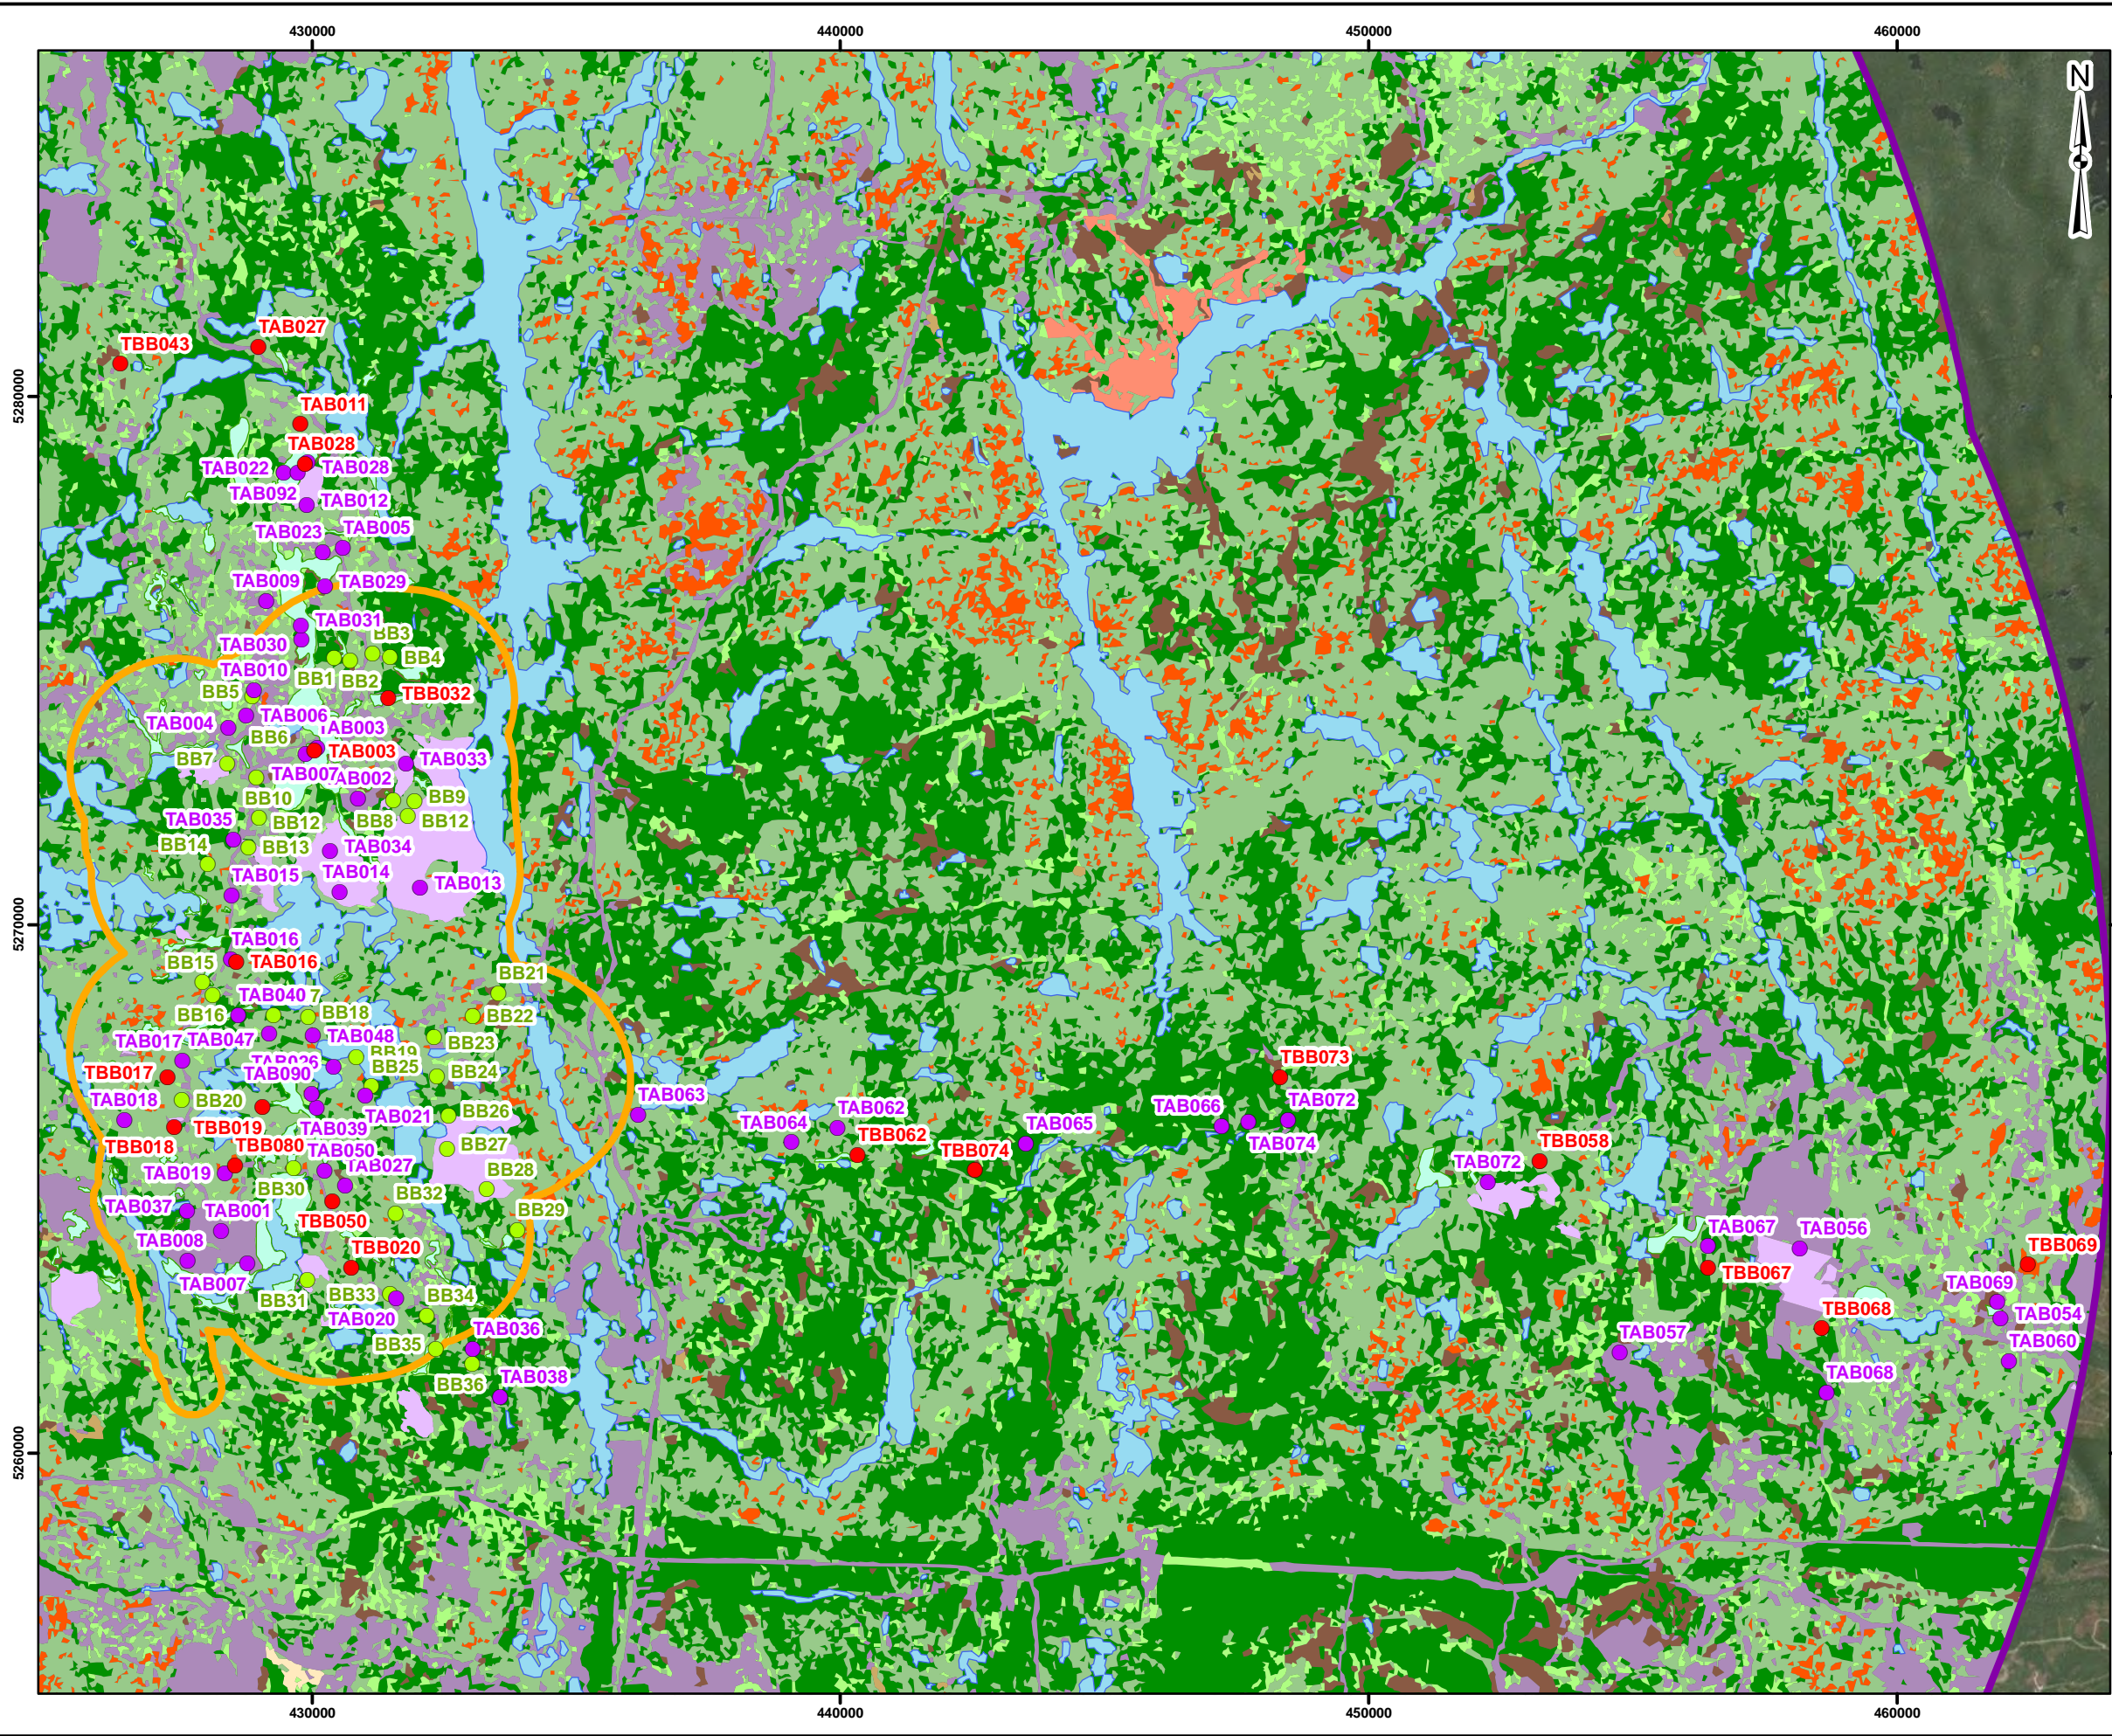 430000 440000 450000 460000
N
TAB027
TBB043
5280000
TAB011
TAB028
TAB022 TAB028
TAB092 TAB012
TAB023 TAB005
TAB009 TAB029
TAB031
BB3
TAB030
BB4
TAB010 BB1 BB2
BB5 TBB032
TAB006
TAB004 TAB003
BB6
TAB003
BB7 TAB033
TAB007 TAB002
BB10 BB9
TAB035 BB12 BB8 BB12
BB14 BB13 TAB034
TAB015 TAB014
TAB013
5270000
TAB016
BB15 TAB016
BB21
TAB040 7
BB16 BB18 BB22
TAB017 TAB047 TAB048
BB23
BB19
TAB026 BB25
TBB017 TAB090 BB24
TBB073
TAB018 BB20 TAB063
TAB066 TAB072
TAB021 BB26
TAB064 TAB062
TBB019 TAB039 TAB065
TBB062
TBB018 TBB080 BB27 TAB074
TBB074 TBB058
TAB050
TAB019 TAB027 BB28 TAB072
BB30 BB32
TAB037 TAB001 BB29
TBB050
TAB067 TAB056
TAB008 TBB020
TBB069
TBB067
TAB007 TAB069
BB31 BB33 BB34
TBB068 TAB054
TAB020 TAB036
TAB057
BB35 TAB060
TAB068
BB36 TAB038
5260000
430000 440000 450000 460000